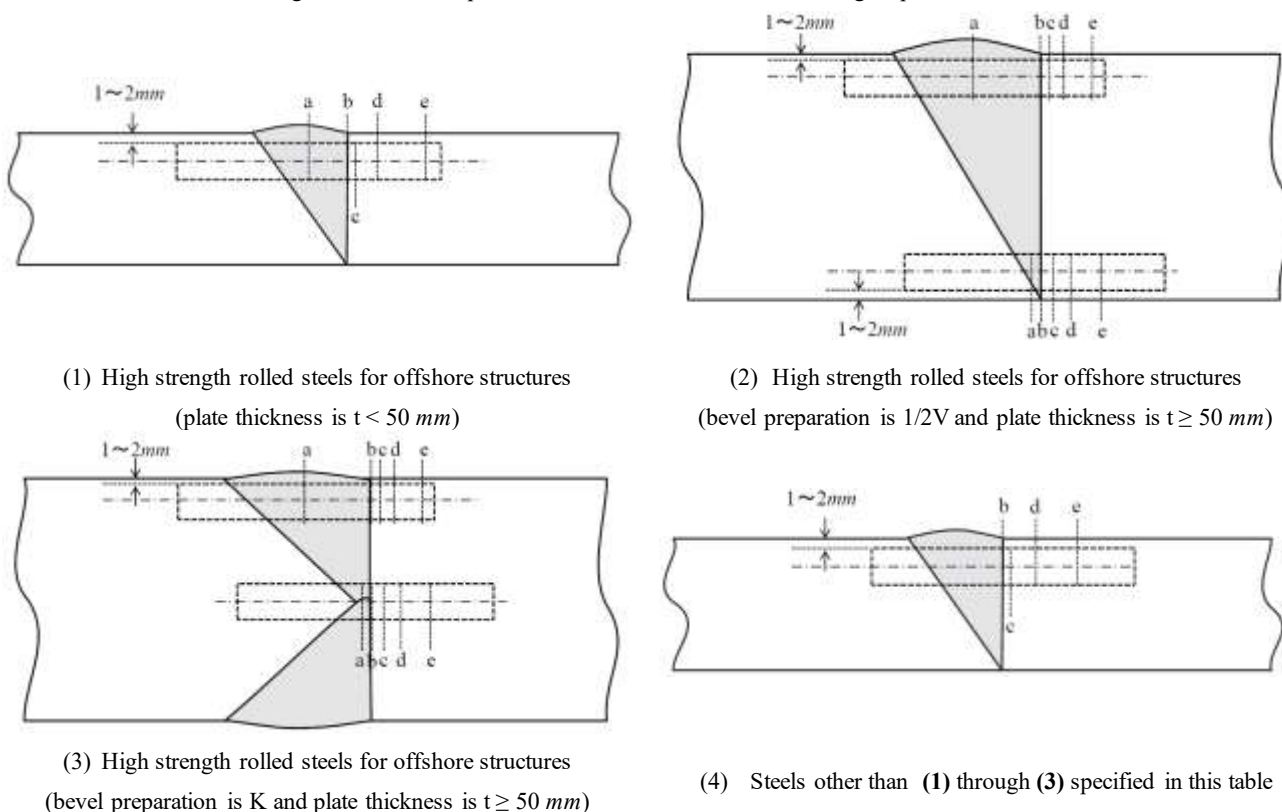 1～2mm
a b d e
c
1～2mm
a bc d e
1～2mm
abc d e
(1) High strength rolled steels for offshore structures
(plate thickness is t < 50 mm)
(2) High strength rolled steels for offshore structures
(bevel preparation is 1/2V and plate thickness is t ≥ 50 mm)
1～2mm
a bc d e
abc d e
1～2mm
b d e
c
(3) High strength rolled steels for offshore structures
(bevel preparation is K and plate thickness is t ≥ 50 mm)
(4) Steels other than (1) through (3) specified in this table